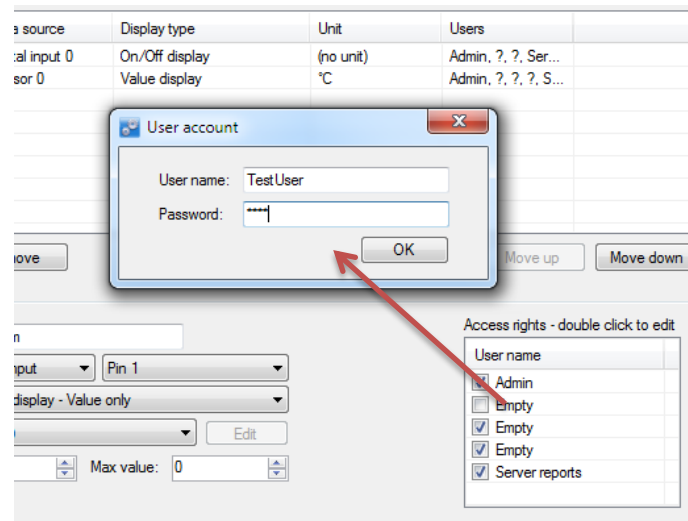 a source Display type Unit Users
tal input 0 On/Off display (no unit) Admin, ?, ?, Ser...
sor 0 Value display °C Admin, ?, ?, ?, S...
User account
User name: TestUser
Password: ****
OK
ove Move up Move down
Access rights - double click to edit
m
User name
nput Pin 1
Admin
display - Value only
Empty
Empty
Edit
Empty
Max value: 0
Server reports